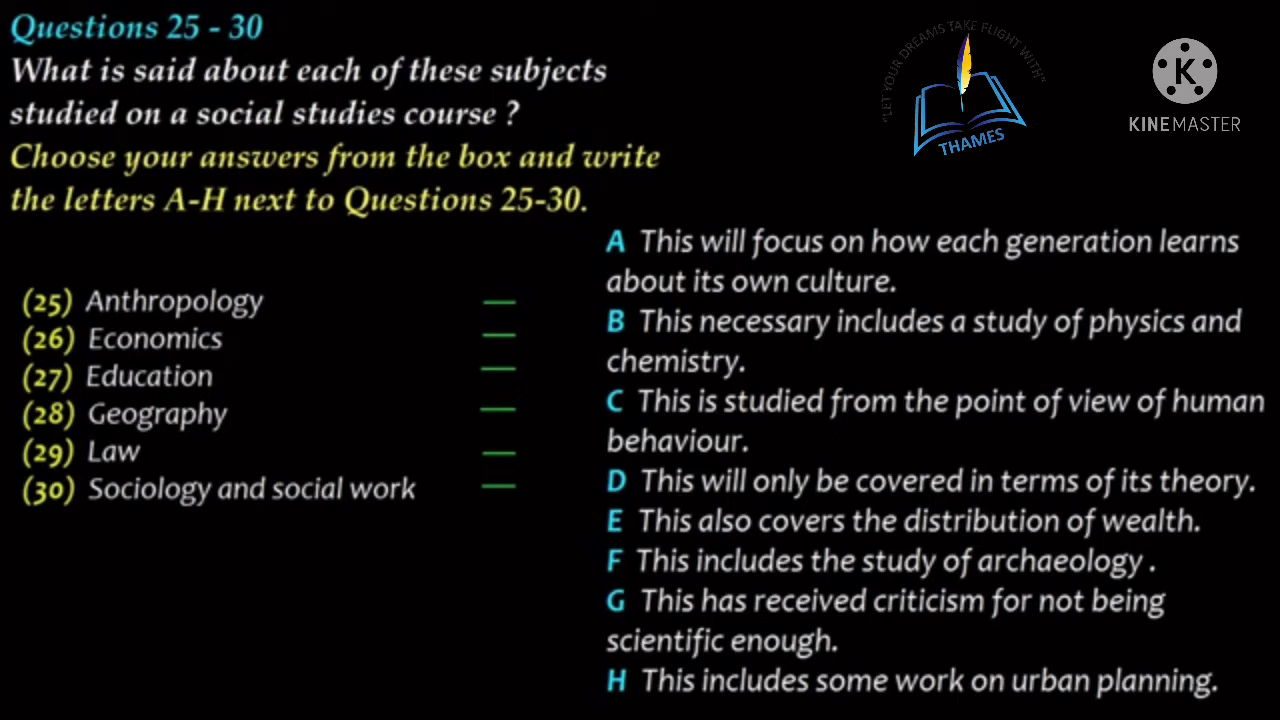 Questions 25 - 30
What is said about each of these subjects
studied on a social studies course ?
Choose your answers from the box and write
the letters A-H next to Questions 25-30.
"LET YOUR DREAMS TAKE FLIGHT WITH"
THAMES
K
KINEMASTER
(25) Anthropology —
(26) Economics —
(27) Education —
(28) Geography —
(29) Law —
(30) Sociology and social work —
A This will focus on how each generation learns
about its own culture.
B This necessary includes a study of physics and
chemistry.
C This is studied from the point of view of human
behaviour.
D This will only be covered in terms of its theory.
E This also covers the distribution of wealth.
F This includes the study of archaeology .
G This has received criticism for not being
scientific enough.
H This includes some work on urban planning.